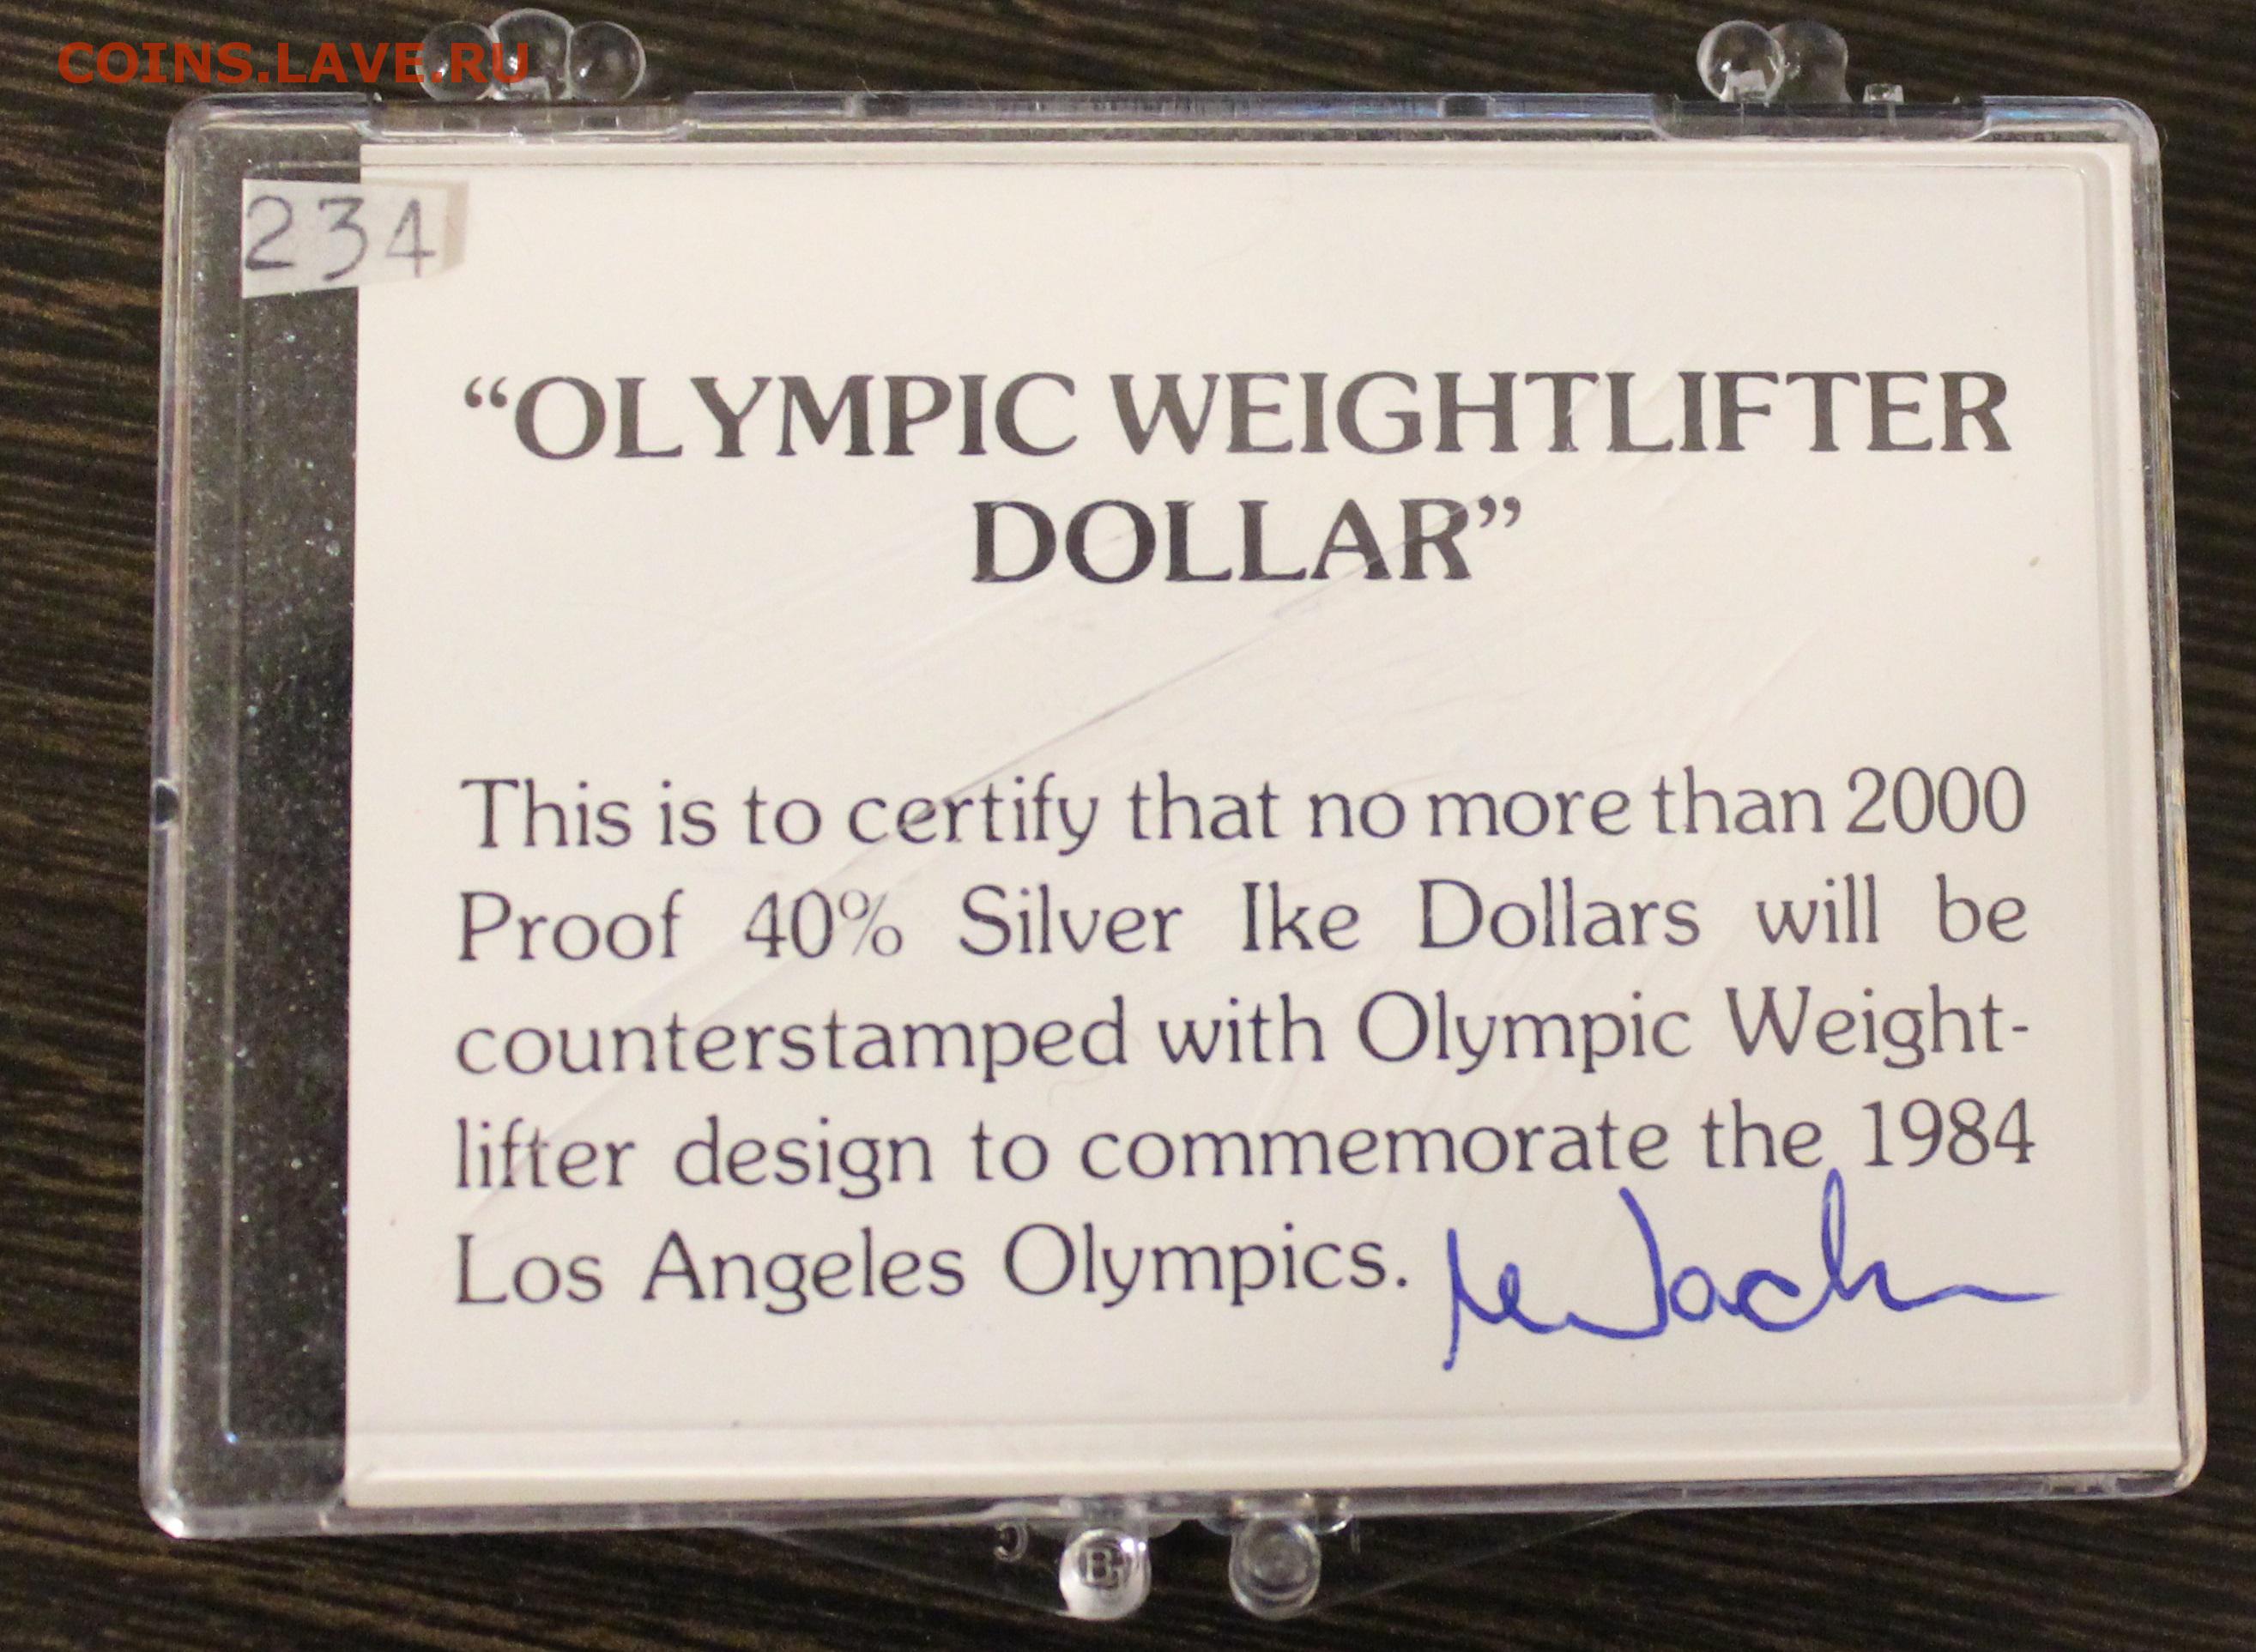 COINS.LAVE.RU
234
“OLYMPIC WEIGHTLIFTER
DOLLAR”
This is to certify that no more than 2000
Proof 40% Silver Ike Dollars will be
counterstamped with Olympic Weight-
lifter design to commemorate the 1984
Los Angeles Olympics.